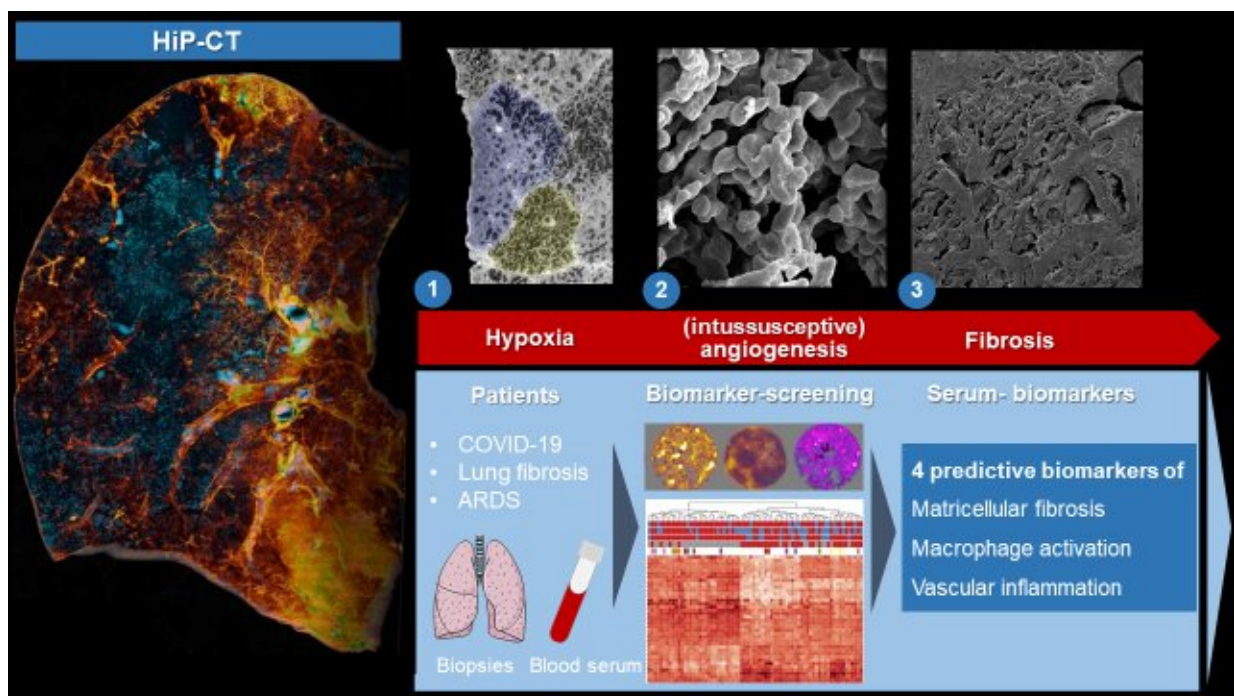 HiP-CT
1
2
3
Hypoxia
(intussusceptive)
angiogenesis
Fibrosis
Patients
• COVID-19
• Lung fibrosis
• ARDS
Biopsies
Blood serum
Biomarker-screening
Serum- biomarkers
4 predictive biomarkers of
Matricellular fibrosis
Macrophage activation
Vascular inflammation